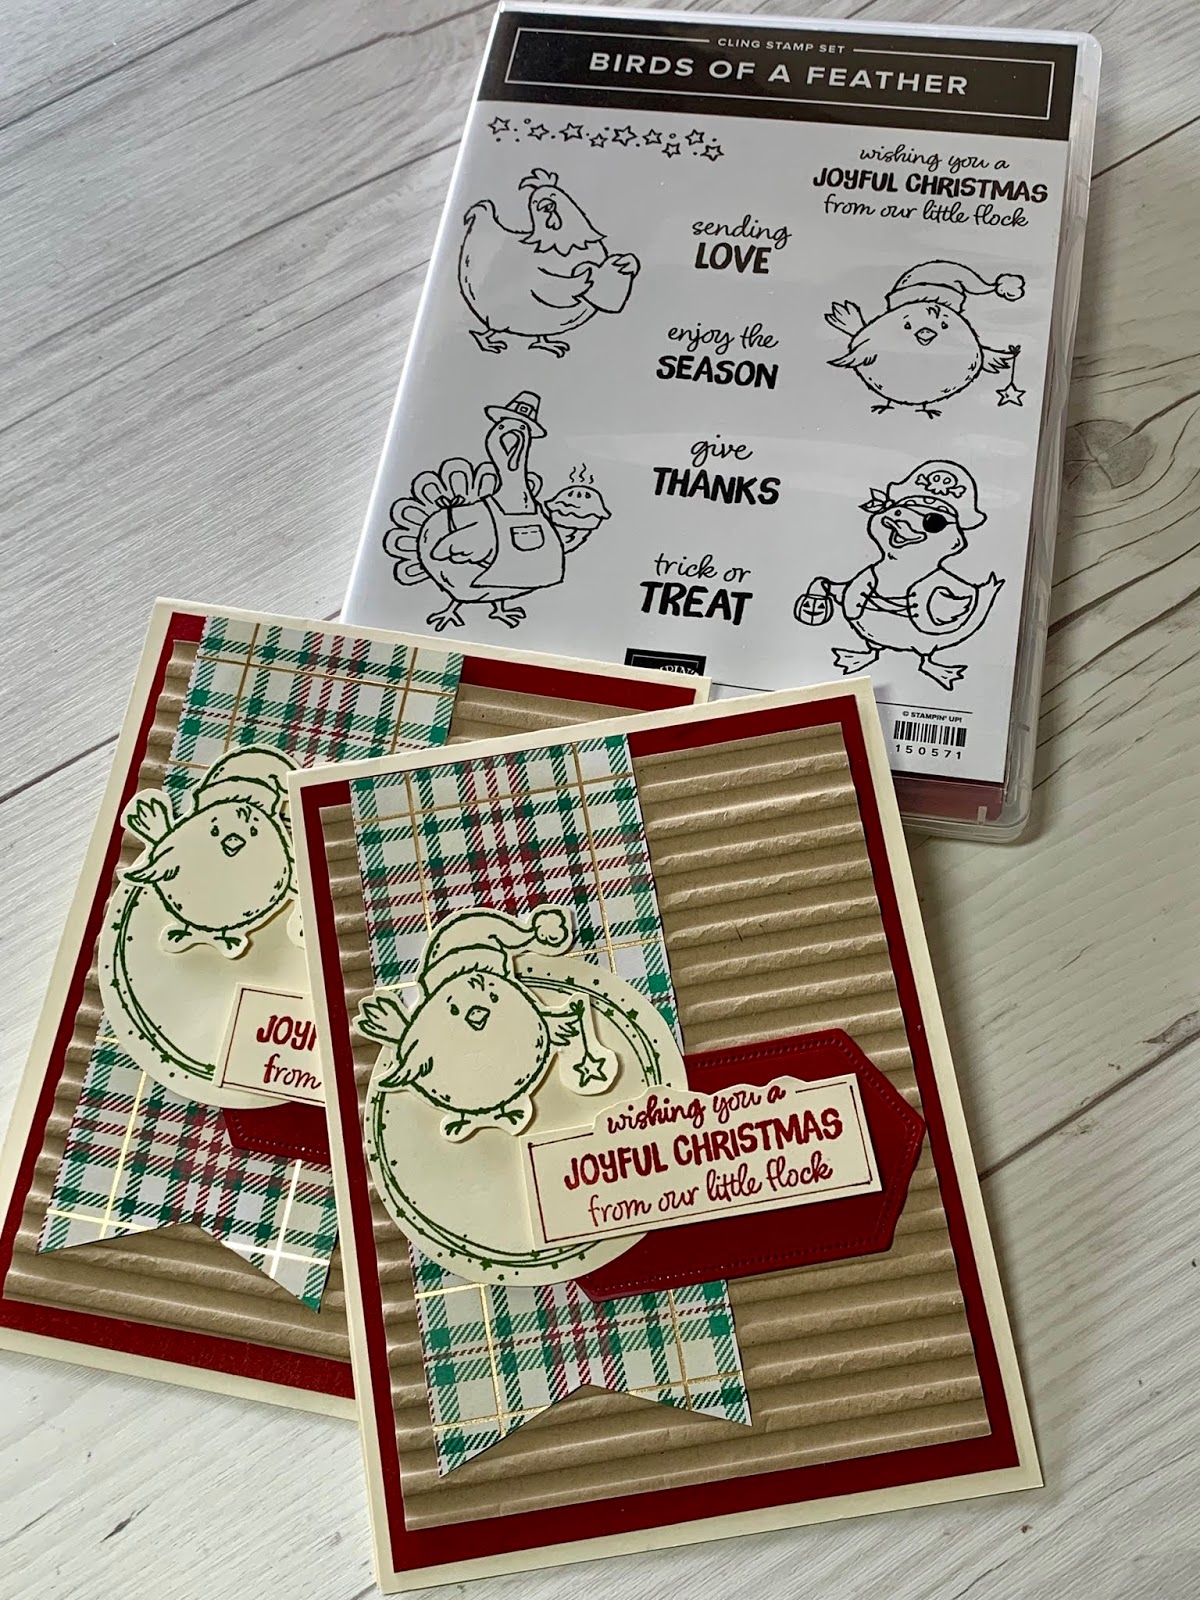 CLING STAMP SET
BIRDS OF A FEATHER
wishing you a
JOYFUL CHRISTMAS
from our little flock
sending
LOVE
enjoy the
SEASON
give
THANKS
trick or
TREAT
© STAMPIN' UP!
150571
JOY
from
wishing you a
JOYFUL CHRISTMAS
from our little flock